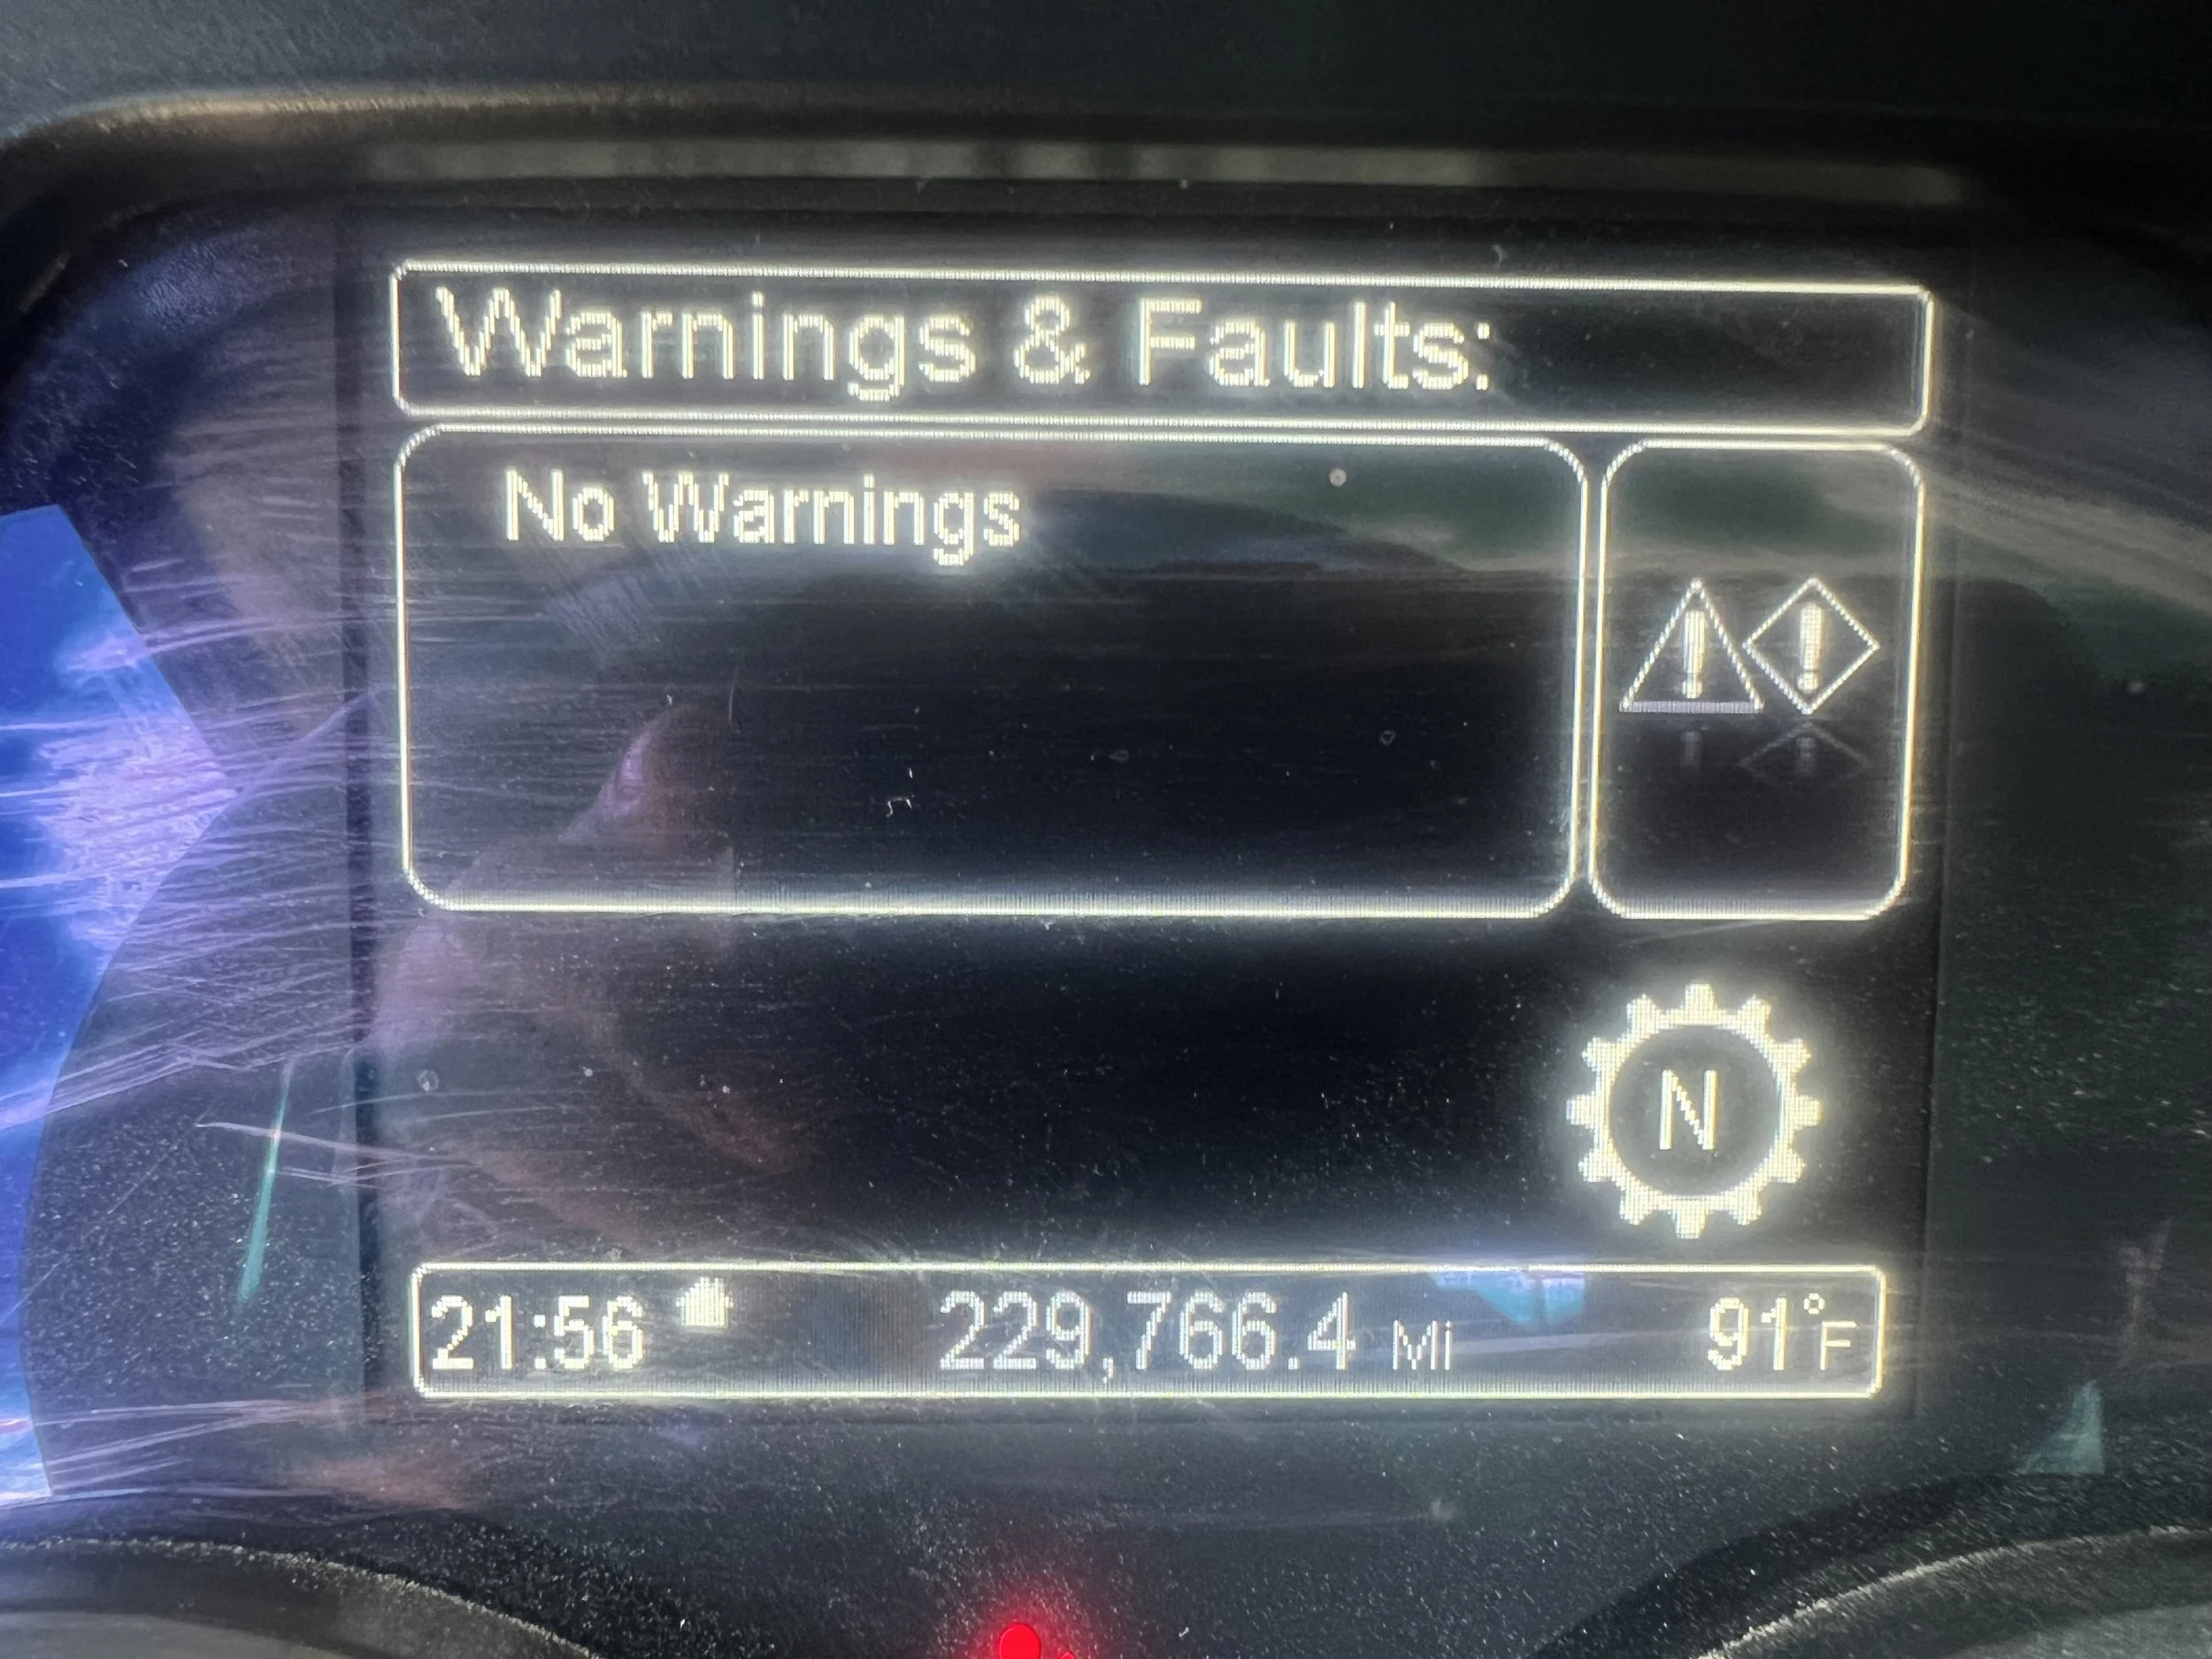 Warnings & Faults:
No Warnings
N
21:56 229,766.4 Mi 91°F